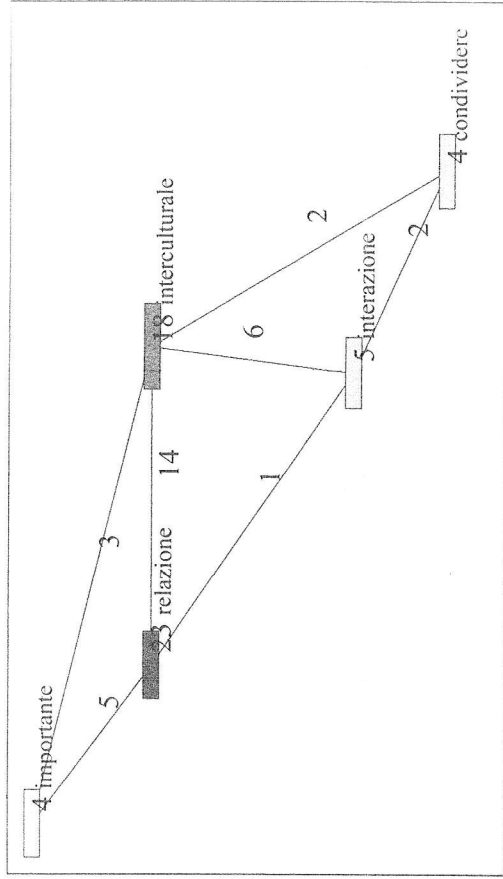 4 importante
3
5
23 relazione
14
18 interculturale
6
1
2
5 interazione
2
4 condividere